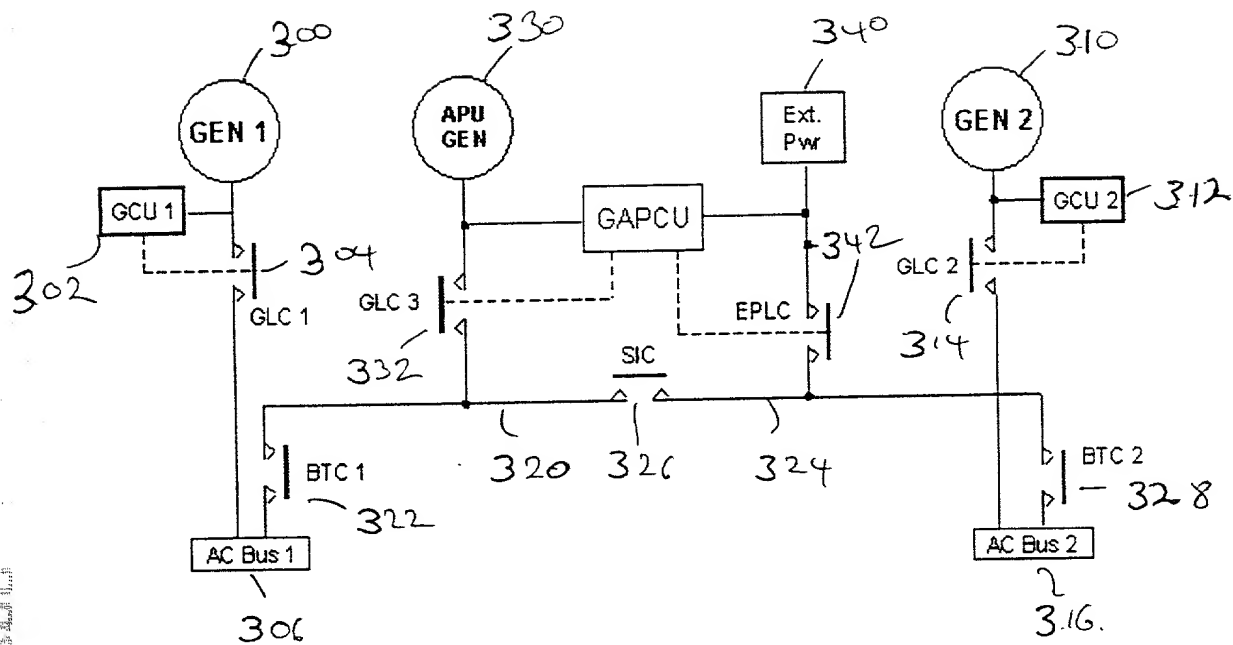 300
330
340
310
GEN 1
APU
GEN
Ext.
Pwr
GEN 2
GCU 1
GAPCU
GCU 2
312
302
304
GLC 1
GLC 3
332
342
EPLC
GLC 2
314
SIC
320
326
324
BTC 1
322
BTC 2
328
AC Bus 1
AC Bus 2
306
316.